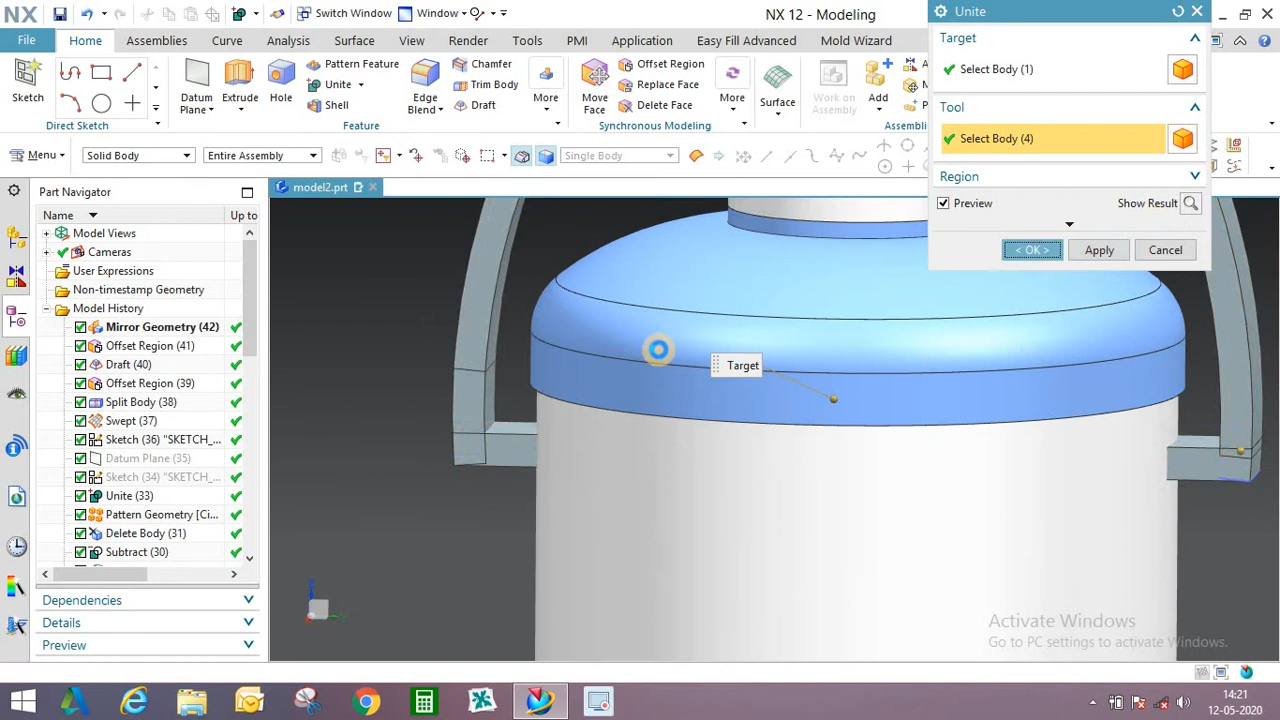 NX
Switch Window
Window
NX 12 - Modeling
File
Home
Assemblies
Curve
Analysis
Surface
View
Render
Tools
PMI
Application
Easy Fill Advanced
Mold Wizard
Sketch
Direct Sketch
Datum Plane
Extrude
Hole
Pattern Feature
Unite
Shell
Edge Blend
Chamfer
Trim Body
Draft
More
Feature
Move Face
Offset Region
Replace Face
Delete Face
More
Synchronous Modeling
Surface
Work on Assembly
Add
Assembli
Menu
Solid Body
Entire Assembly
Single Body
Unite
Target
Select Body (1)
Tool
Select Body (4)
Region
Preview
Show Result
< OK >
Apply
Cancel
Part Navigator
Name
Up to
Model Views
Cameras
User Expressions
Non-timestamp Geometry
Model History
Mirror Geometry (42)
Offset Region (41)
Draft (40)
Offset Region (39)
Split Body (38)
Swept (37)
Sketch (36) "SKETCH_...
Datum Plane (35)
Sketch (34) "SKETCH_...
Unite (33)
Pattern Geometry [Ci...
Delete Body (31)
Subtract (30)
Dependencies
Details
Preview
model2.prt
Target
Activate Windows
Go to PC settings to activate Windows.
14:21
12-05-2020